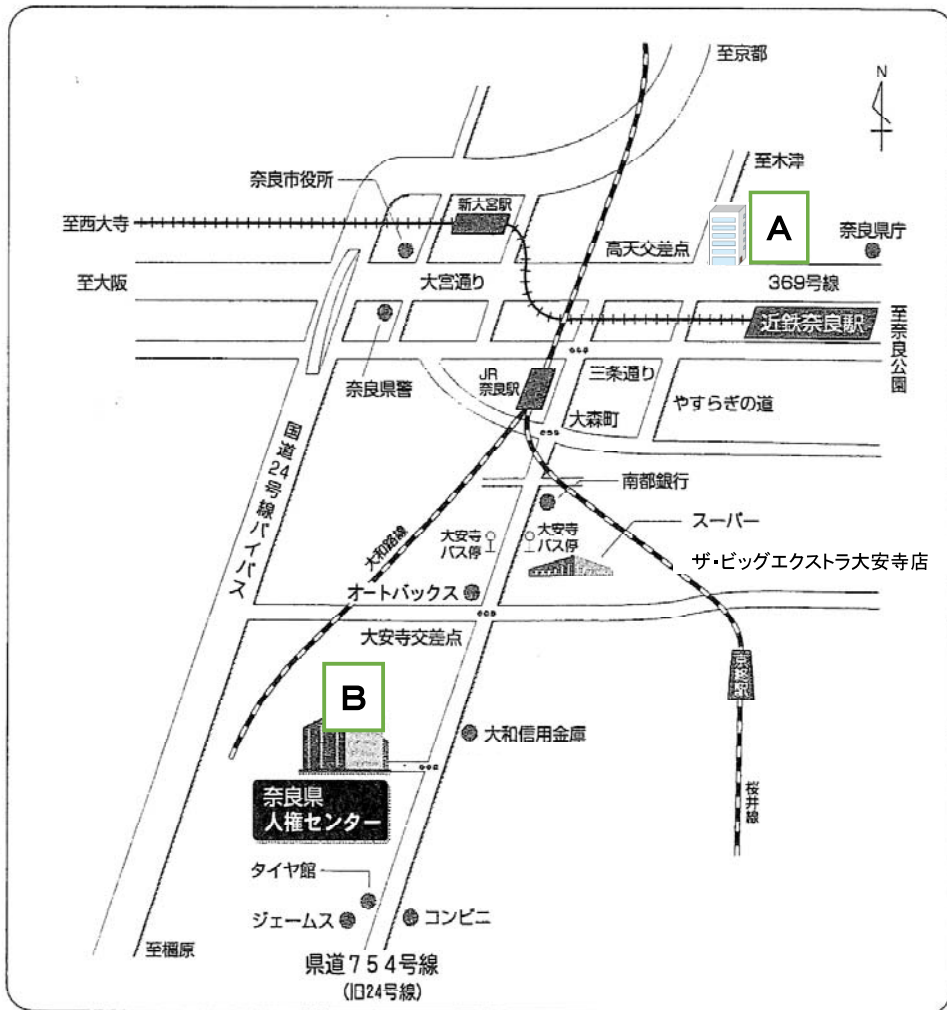 至京都
N
至木津
奈良市役所
新大宮駅
A
至西大寺
高天交差点
奈良県庁
至大阪
大宮通り
369号線
近鉄奈良駅
至奈良公園
奈良県警
JR
奈良駅
三条通り
大森町
やすらぎの道
国道24号線バイパス
南都銀行
スーパー
大安寺
バス停
大安寺
バス停
大和路線
ザ・ビッグエクストラ大安寺店
オートバックス
大安寺交差点
京終駅
B
大和信用金庫
奈良県
人権センター
桜井線
タイヤ館
ジェームス
コンビニ
至橿原
県道754号線
(旧24号線)